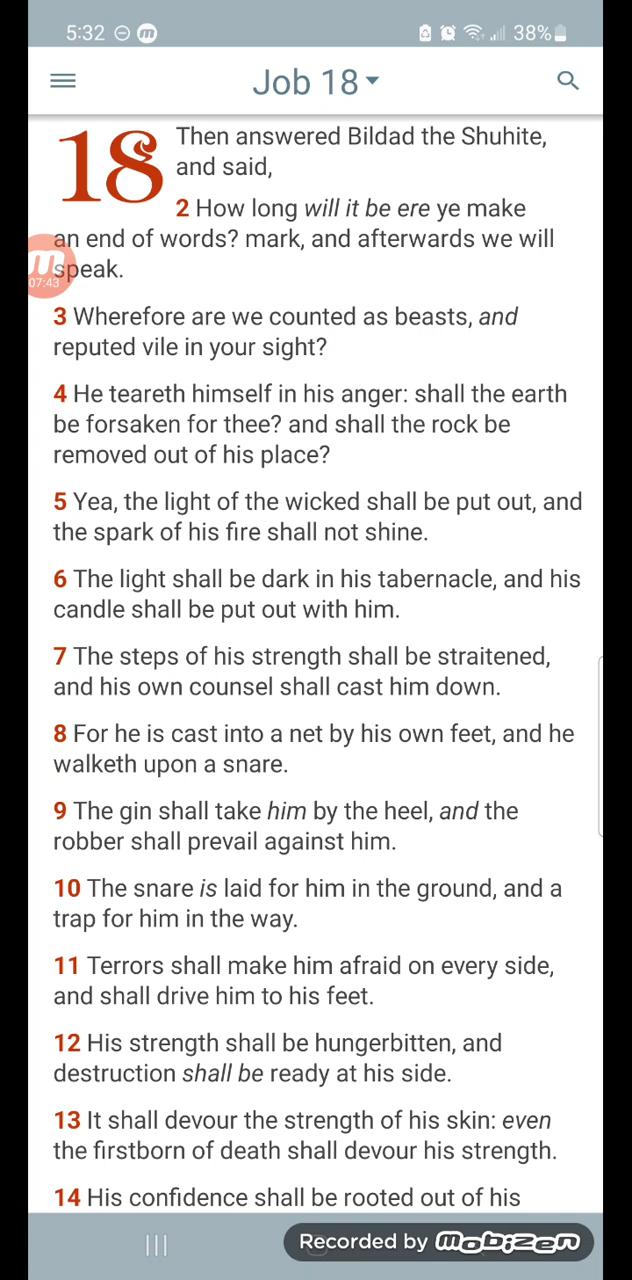 5:32 m 38%
Job 18
18 Then answered Bildad the Shuhite,
and said,
2 How long will it be ere ye make
an end of words? mark, and afterwards we will
speak.
m
07:43
3 Wherefore are we counted as beasts, and
reputed vile in your sight?
4 He teareth himself in his anger: shall the earth
be forsaken for thee? and shall the rock be
removed out of his place?
5 Yea, the light of the wicked shall be put out, and
the spark of his fire shall not shine.
6 The light shall be dark in his tabernacle, and his
candle shall be put out with him.
7 The steps of his strength shall be straitened,
and his own counsel shall cast him down.
8 For he is cast into a net by his own feet, and he
walketh upon a snare.
9 The gin shall take him by the heel, and the
robber shall prevail against him.
10 The snare is laid for him in the ground, and a
trap for him in the way.
11 Terrors shall make him afraid on every side,
and shall drive him to his feet.
12 His strength shall be hungerbitten, and
destruction shall be ready at his side.
13 It shall devour the strength of his skin: even
the firstborn of death shall devour his strength.
14 His confidence shall be rooted out of his
Recorded by mobizen